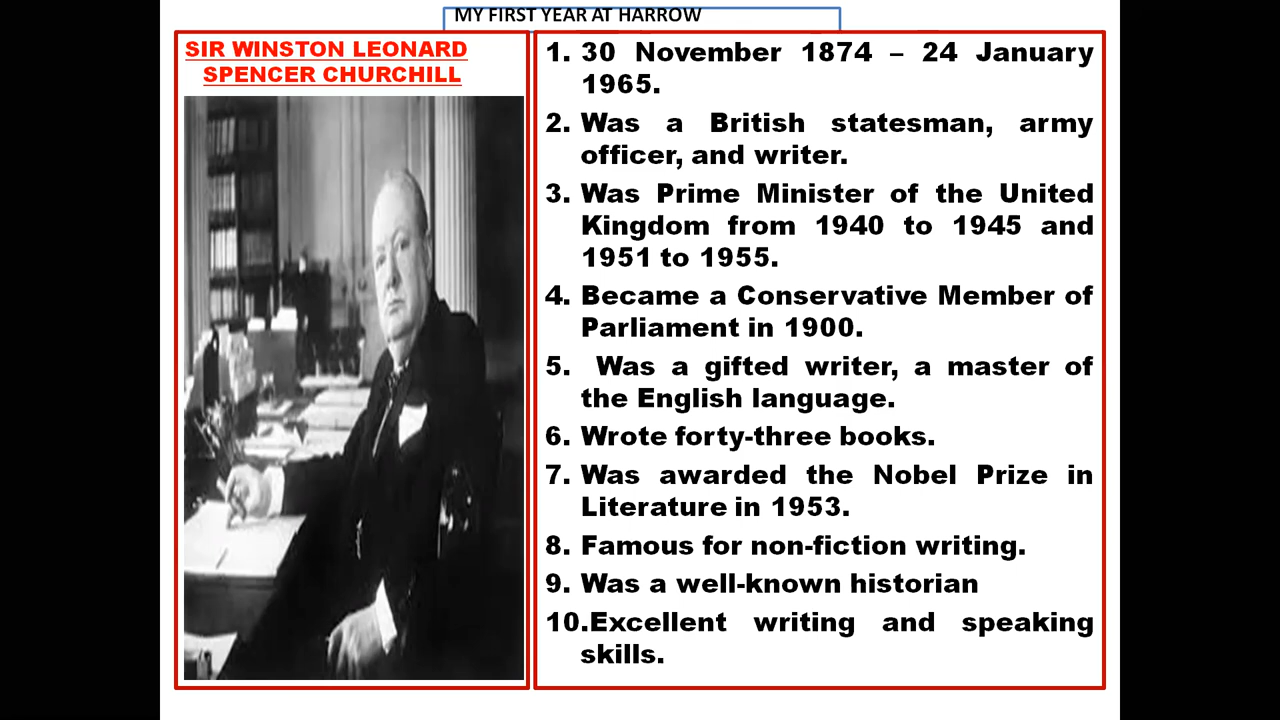 MY FIRST YEAR AT HARROW
SIR WINSTON LEONARD
SPENCER CHURCHILL
1. 30 November 1874 – 24 January
1965.
2. Was a British statesman, army
officer, and writer.
3. Was Prime Minister of the United
Kingdom from 1940 to 1945 and
1951 to 1955.
4. Became a Conservative Member of
Parliament in 1900.
5. Was a gifted writer, a master of
the English language.
6. Wrote forty-three books.
7. Was awarded the Nobel Prize in
Literature in 1953.
8. Famous for non-fiction writing.
9. Was a well-known historian
10.Excellent writing and speaking
skills.